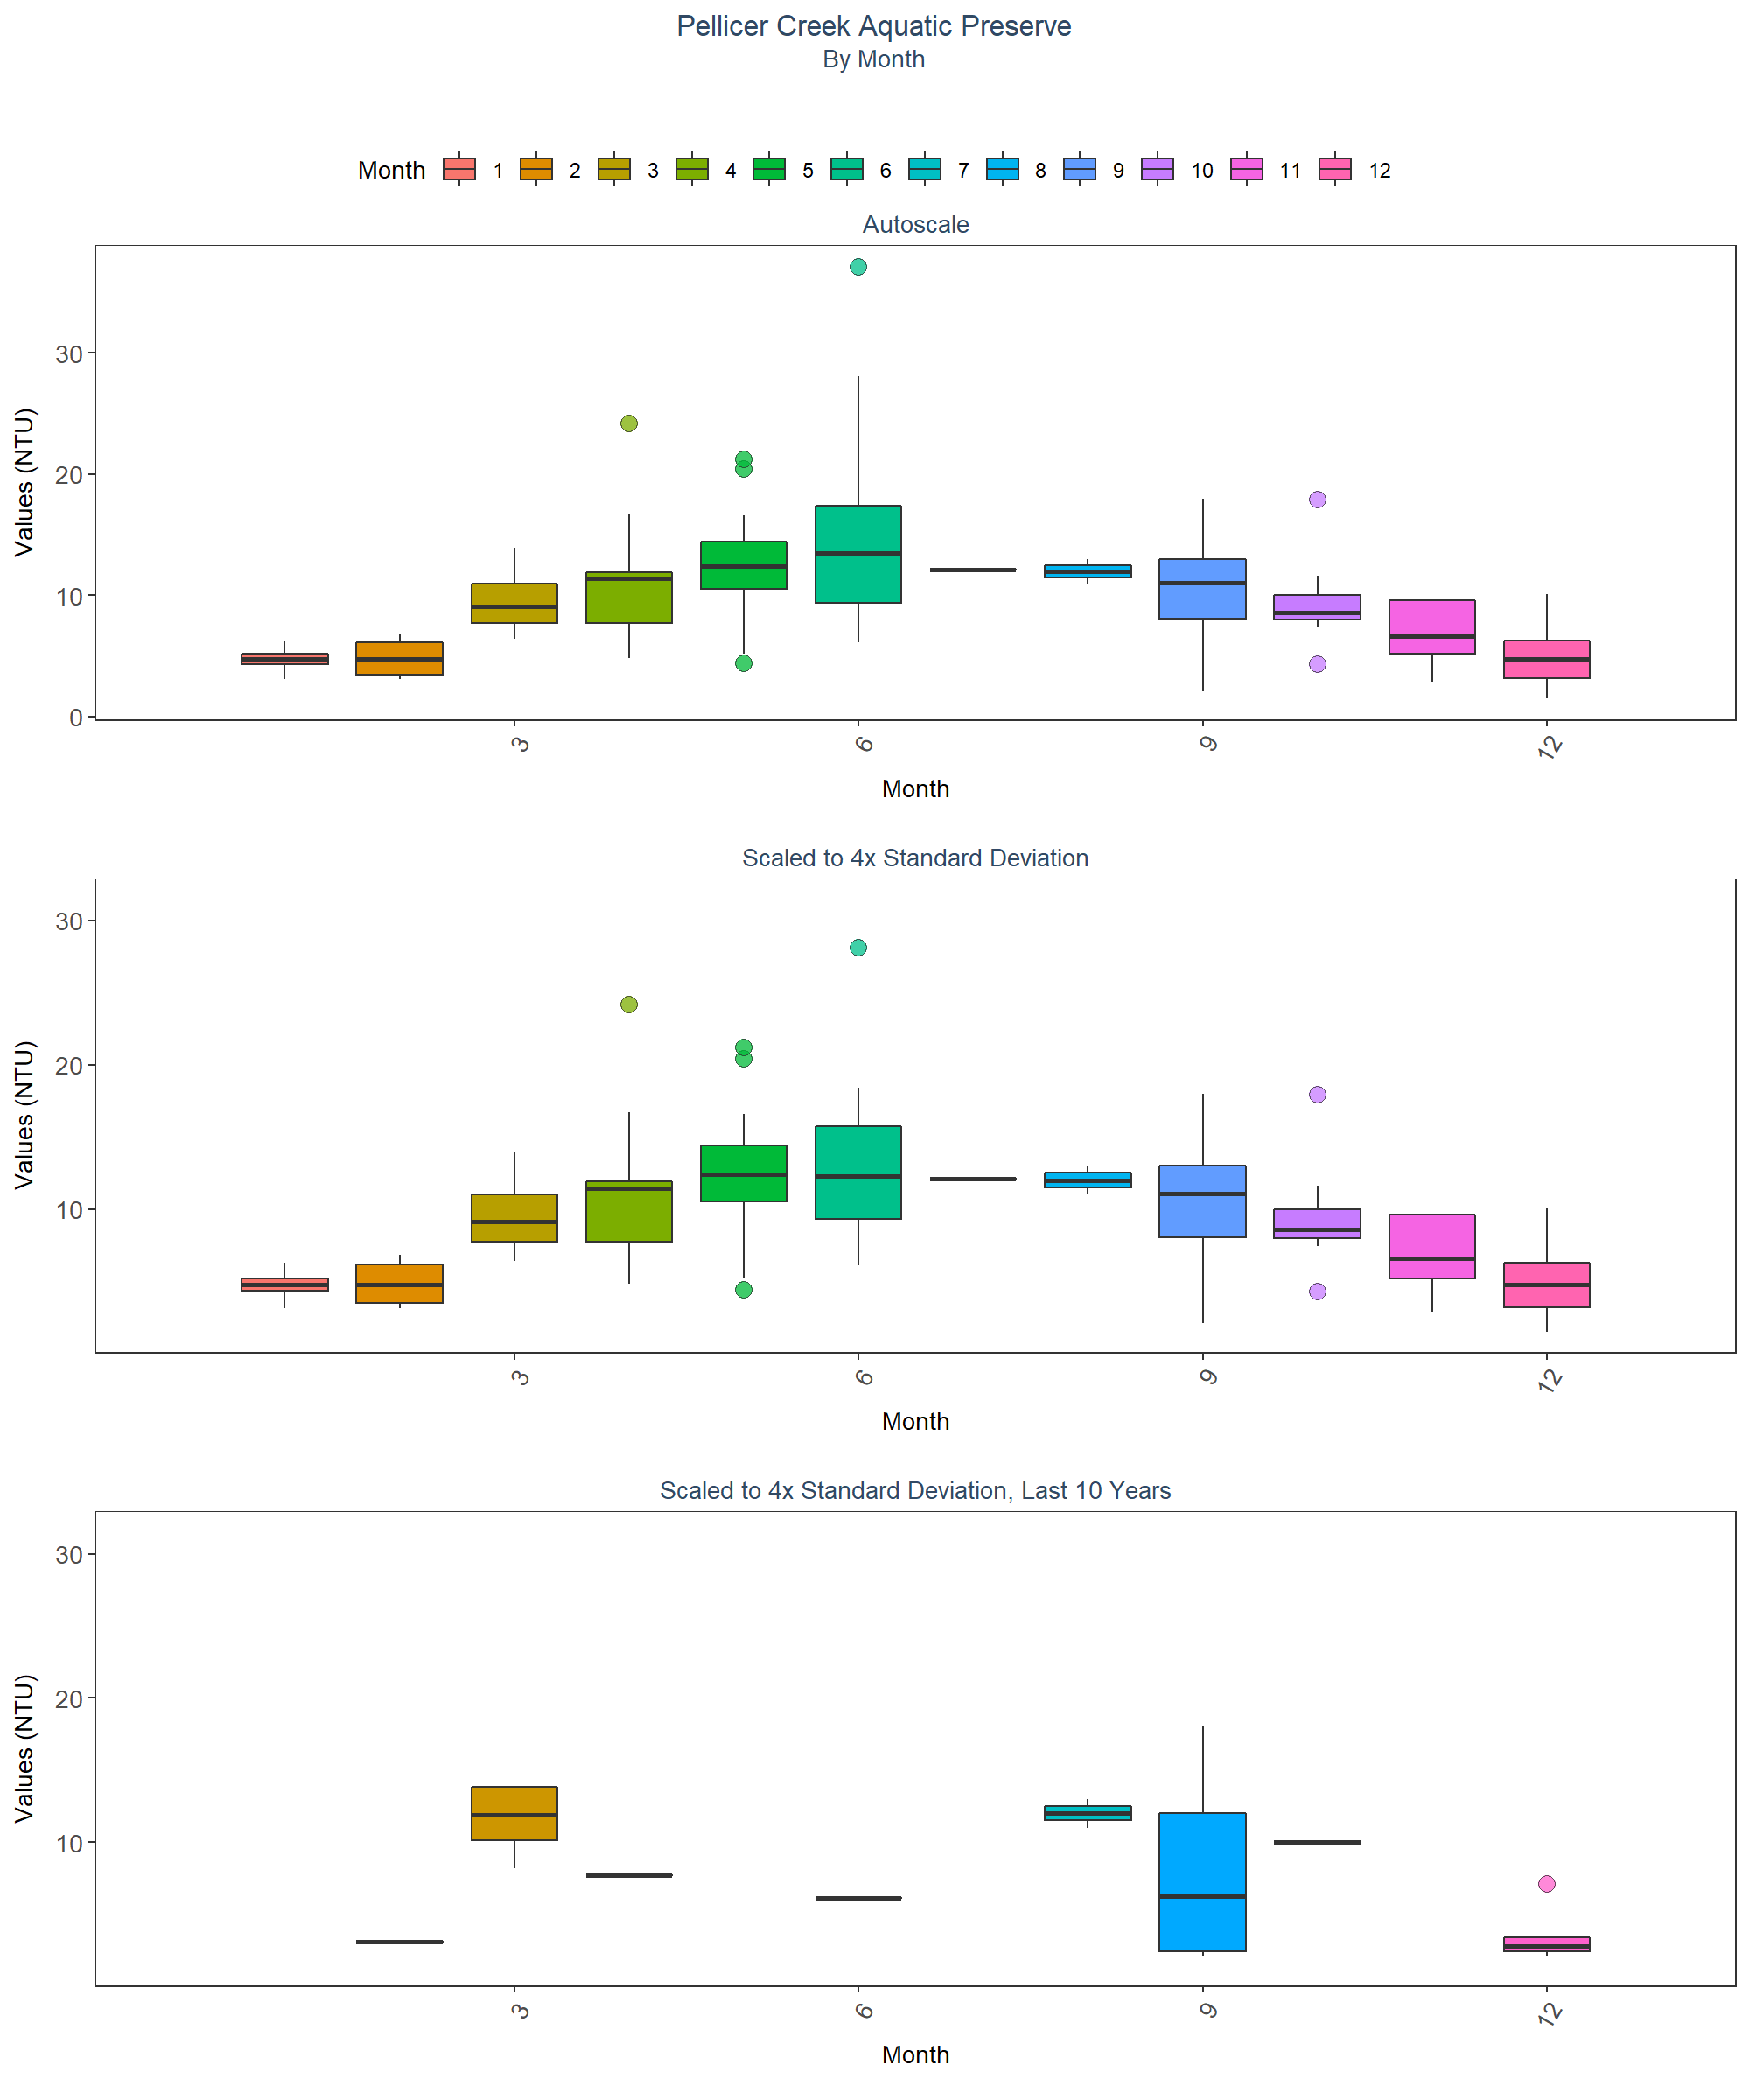 Pellicer Creek Aquatic Preserve
By Month
Month 1 2 3 4 5 6 7 8 9 10 11 12
Autoscale
Values (NTU)
30
20
10
0
3 6 9 12
Month
Scaled to 4x Standard Deviation
Values (NTU)
30
20
10
3 6 9 12
Month
Scaled to 4x Standard Deviation, Last 10 Years
Values (NTU)
30
20
10
3 6 9 12
Month